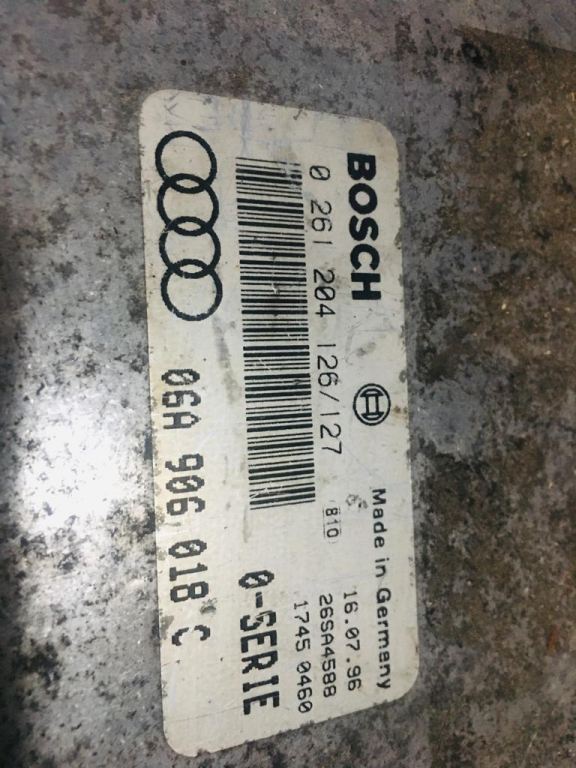 BOSCH
Made in Germany
0 261 204 126/127
810
16.07.96
26SA4588
1745 0460
06A 906 018 C
0-SERIE